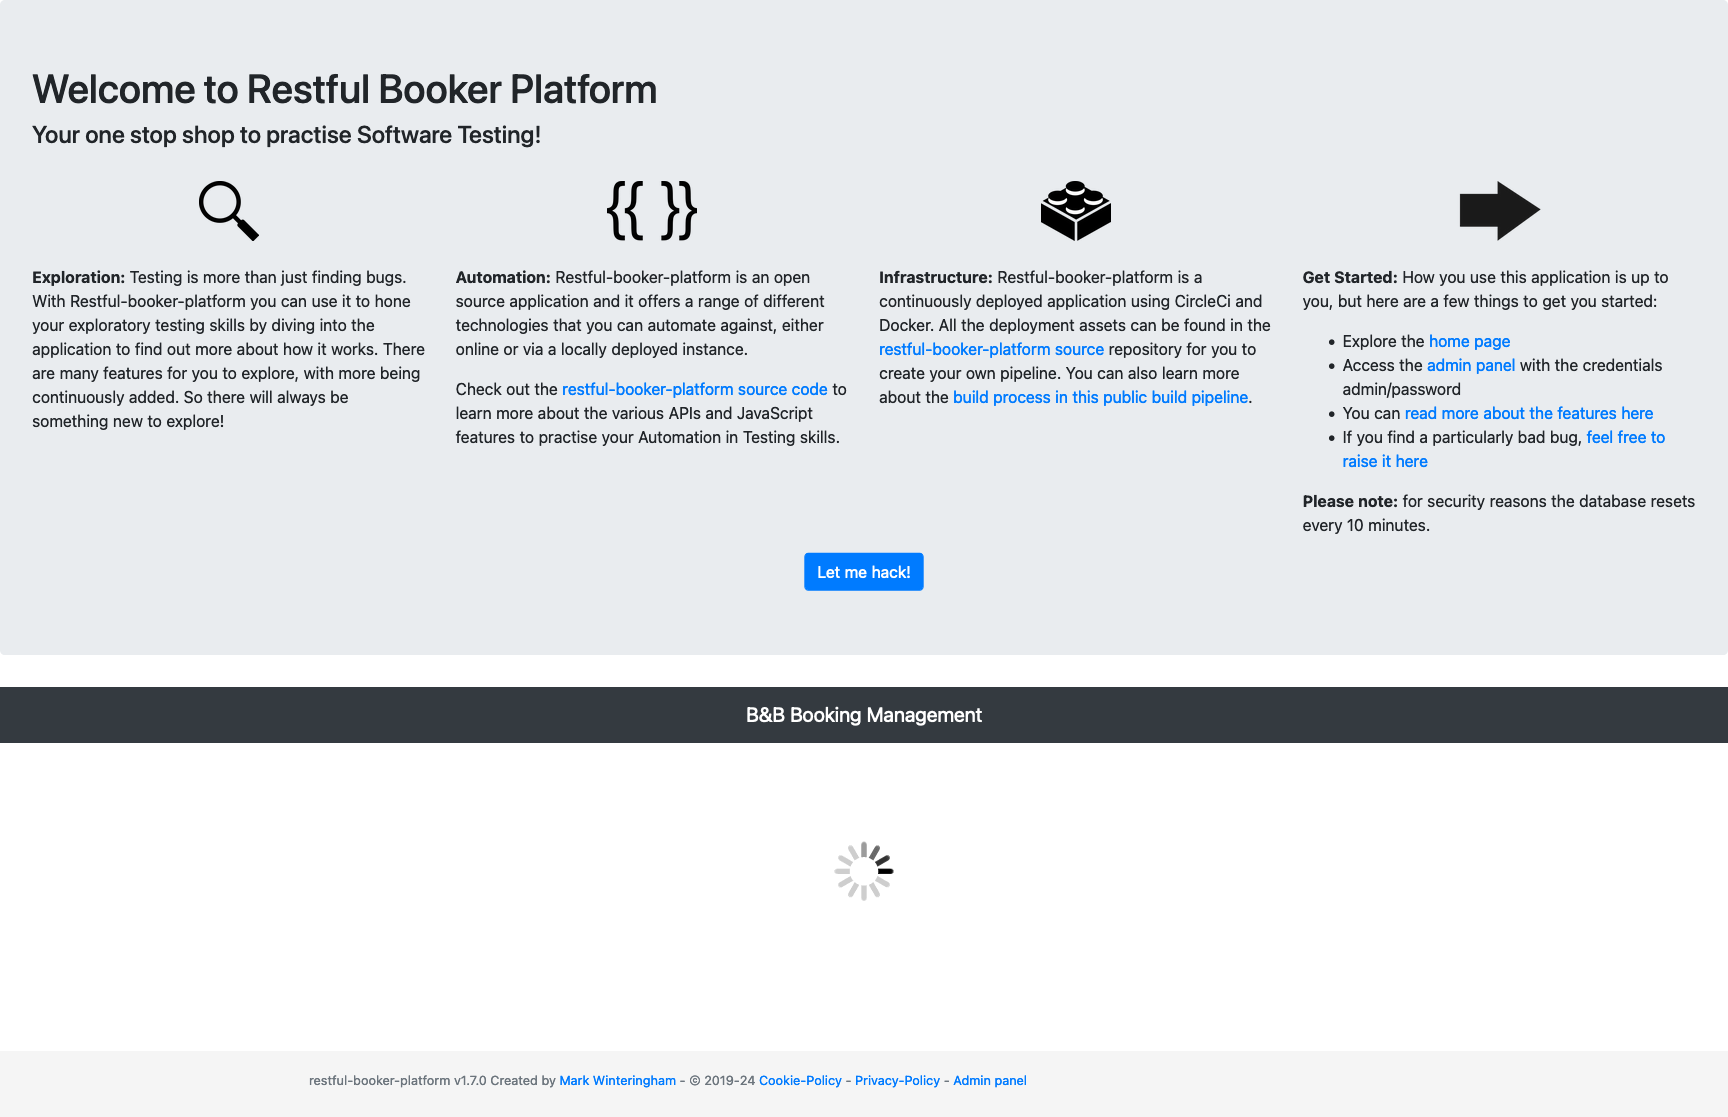 Welcome to Restful Booker Platform
Your one stop shop to practise Software Testing!
{{ }}
Exploration: Testing is more than just finding bugs.
With Restful-booker-platform you can use it to hone
your exploratory testing skills by diving into the
application to find out more about how it works. There
are many features for you to explore, with more being
continuously added. So there will always be
something new to explore!
Automation: Restful-booker-platform is an open
source application and it offers a range of different
technologies that you can automate against, either
online or via a locally deployed instance.
Check out the restful-booker-platform source code to
learn more about the various APIs and JavaScript
features to practise your Automation in Testing skills.
Infrastructure: Restful-booker-platform is a
continuously deployed application using CircleCi and
Docker. All the deployment assets can be found in the
restful-booker-platform source repository for you to
create your own pipeline. You can also learn more
about the build process in this public build pipeline.
Get Started: How you use this application is up to
you, but here are a few things to get you started:
• Explore the home page
• Access the admin panel with the credentials
admin/password
• You can read more about the features here
• If you find a particularly bad bug, feel free to
raise it here
Please note: for security reasons the database resets
every 10 minutes.
Let me hack!
B&B Booking Management
restful-booker-platform v1.7.0 Created by Mark Winteringham - © 2019-24 Cookie-Policy - Privacy-Policy - Admin panel